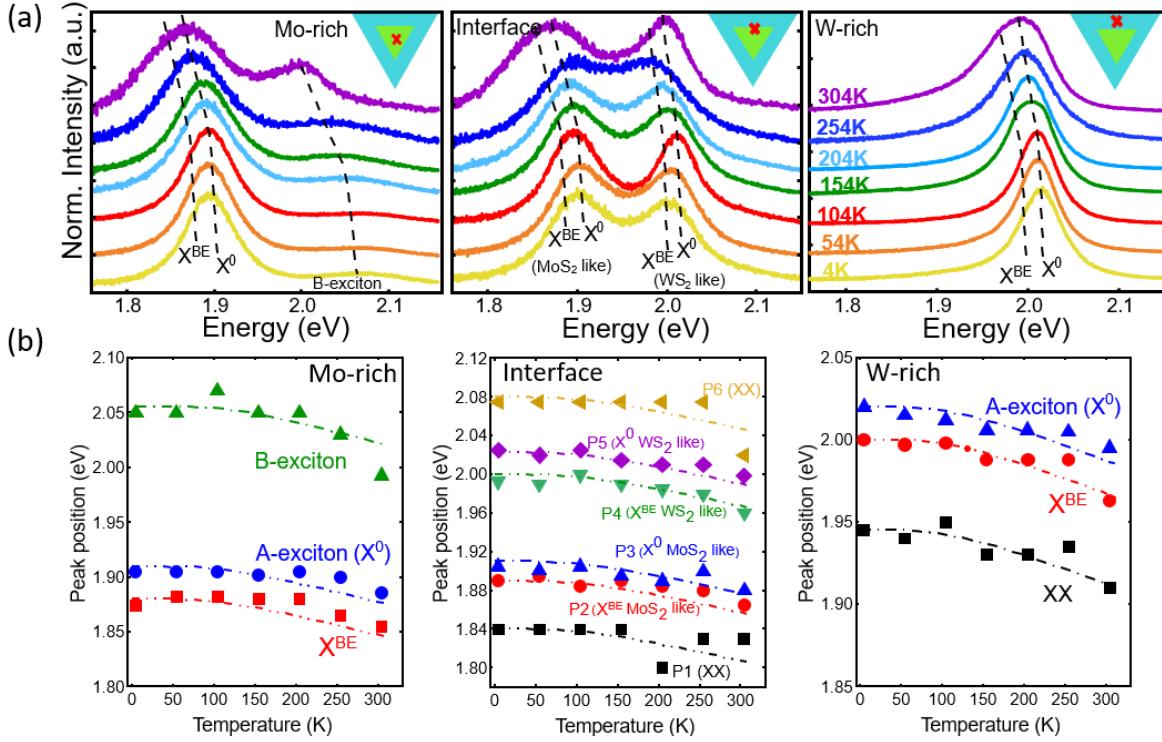 (a)
Norm. Intensity (a.u.)
Mo-rich
X^BE
X^0
B-exciton
1.8 1.9 2.0 2.1
Energy (eV)
Interface
X^BE X^0
(MoS2 like)
X^BE
X^0
(WS2 like)
1.8 1.9 2.0 2.1
Energy (eV)
W-rich
304K
254K
204K
154K
104K
54K
4K
X^BE
X^0
1.8 1.9 2.0 2.1
Energy (eV)
(b)
Peak position (eV)
2.10
2.05
2.00
1.95
1.90
1.85
1.80
Mo-rich
B-exciton
A-exciton (X^0)
X^BE
0 50 100 150 200 250 300
Temperature (K)
Peak position (eV)
2.12
2.08
2.04
2.00
1.96
1.92
1.88
1.84
1.80
Interface
P6 (XX)
P5 (X^0 WS2 like)
P4 (X^BE WS2 like)
P3 (X^0 MoS2 like)
P2 (X^BE MoS2 like)
P1 (XX)
0 50 100 150 200 250 300
Temperature (K)
Peak position (eV)
2.05
2.00
1.95
1.90
1.85
W-rich
A-exciton (X^0)
X^BE
XX
0 50 100 150 200 250 300
Temperature (K)